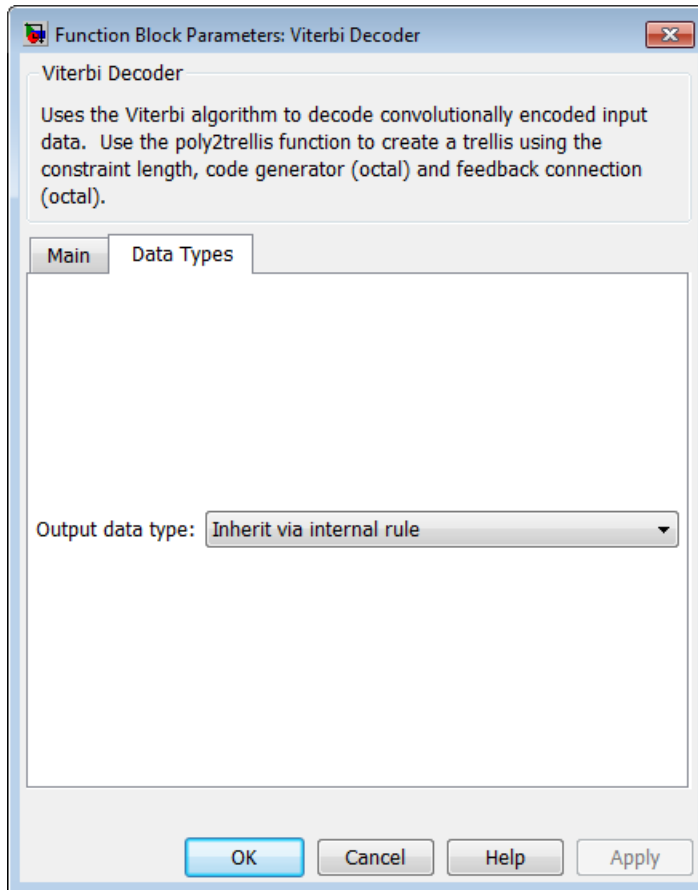 Function Block Parameters: Viterbi Decoder
Viterbi Decoder
Uses the Viterbi algorithm to decode convolutionally encoded input
data.  Use the poly2trellis function to create a trellis using the
constraint length, code generator (octal) and feedback connection
(octal).
Main Data Types
Output data type: Inherit via internal rule
OK Cancel Help Apply